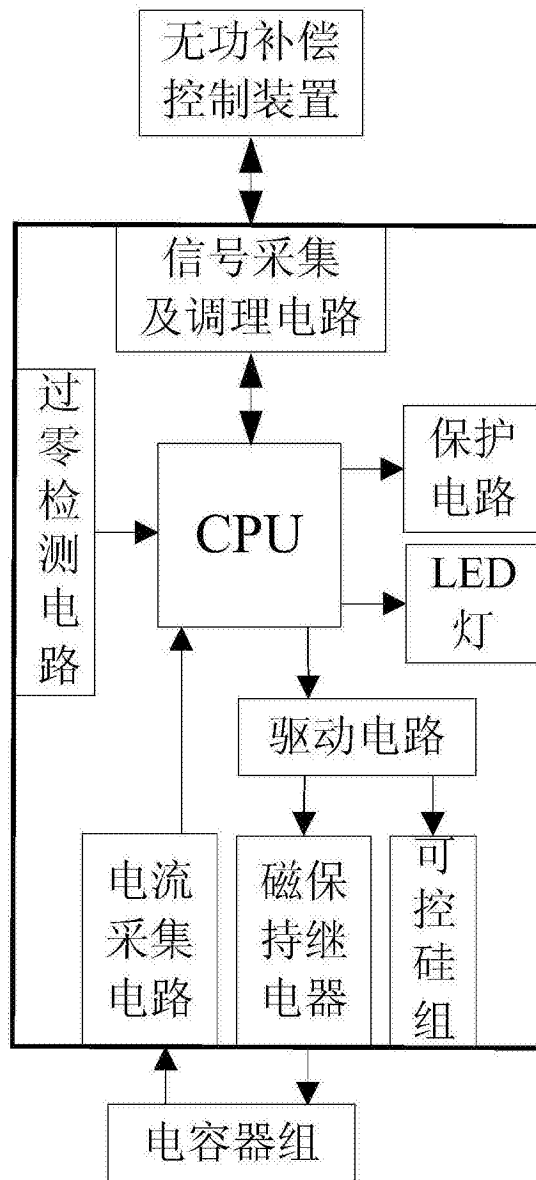 无功补偿
控制装置
信号采集
及调理电路
过零检测电路
CPU
保护
电路
LED
灯
驱动电路
电流
采集
电路
磁保
持继
电器
可控硅组
电容器组